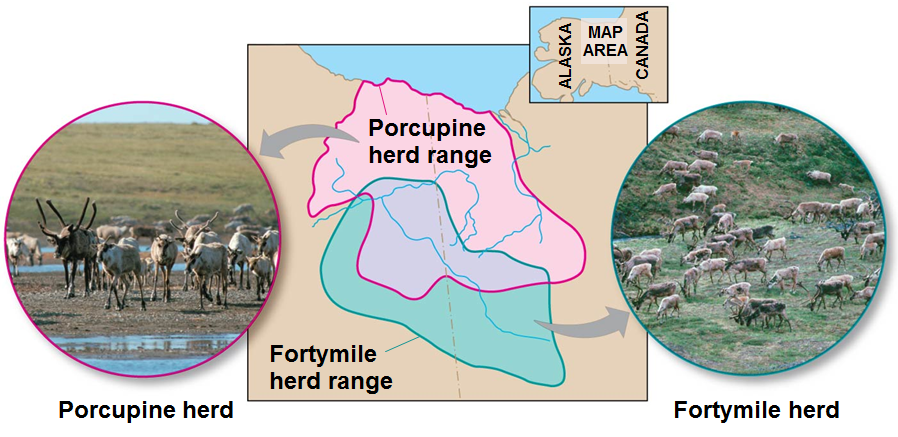 ALASKA
MAP
AREA
CANADA
Porcupine
herd range
Fortymile
herd range
Porcupine herd
Fortymile herd